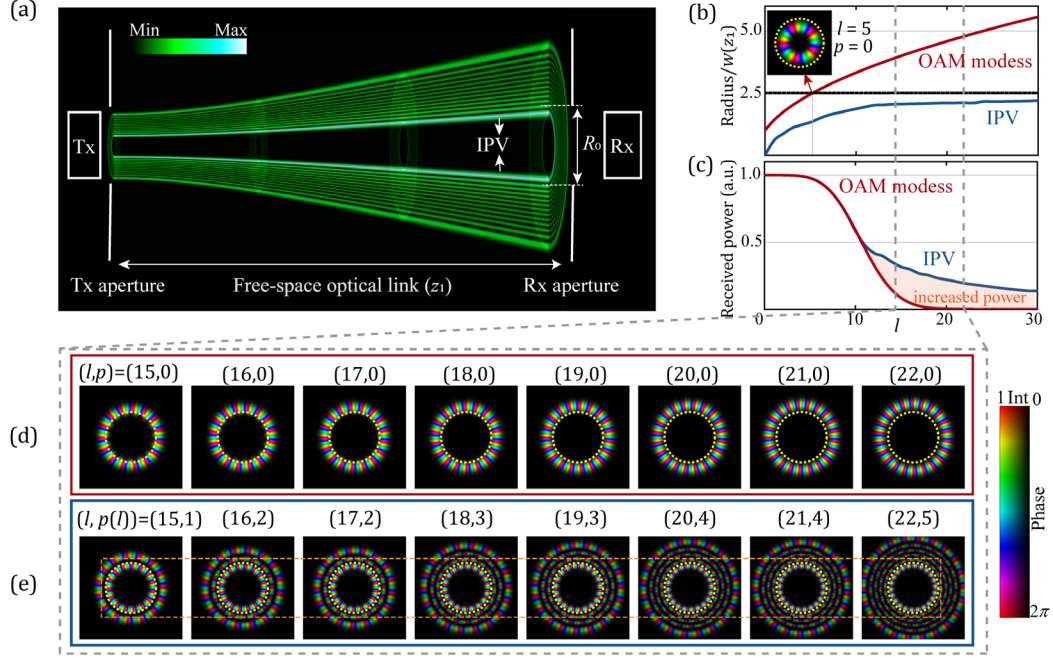 (a)
Min Max
Tx
IPV
R₀
Rx
Tx aperture
Free-space optical link (z₁)
Rx aperture
(b)
Radius/w(z₁)
5.0
2.5
0
l = 5
p = 0
OAM modess
IPV
(c)
Received power (a.u.)
1.0
0.5
0
OAM modess
IPV
increased power
0 10 l 20 30
(d)
(l,p)=(15,0) (16,0) (17,0) (18,0) (19,0) (20,0) (21,0) (22,0)
(e)
(l, p(l))=(15,1) (16,2) (17,2) (18,3) (19,3) (20,4) (21,4) (22,5)
1 Int 0
0
Phase
2π